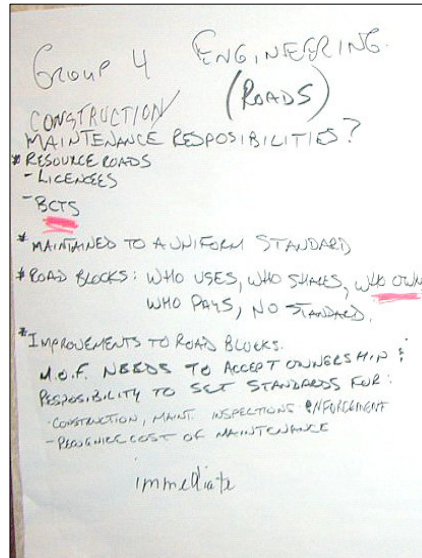 GROUP 4 ENGINEERING.
(ROADS)
CONSTRUCTION/
MAINTENANCE RESPOSIBILITIES?
* RESOURCE ROADS
- LICENCEES
- BCTS
* MAINTAINED TO A UNIFORM STANDARD
* ROAD BLOCKS: WHO USES, WHO SHARES, WHO OWN
WHO PAYS, NO STANDARD.
* IMPROVEMENTS TO ROAD BLOCKS.
M.O.F. NEEDS TO ACCEPT OWNERSHIP &
RESPOSIBILITY TO SET STANDARDS FOR:
- CONSTRUCTION, MAINT. INSPECTIONS ENFORCEMENT
- RECOGNIZE COST OF MAINTENANCE
immediate